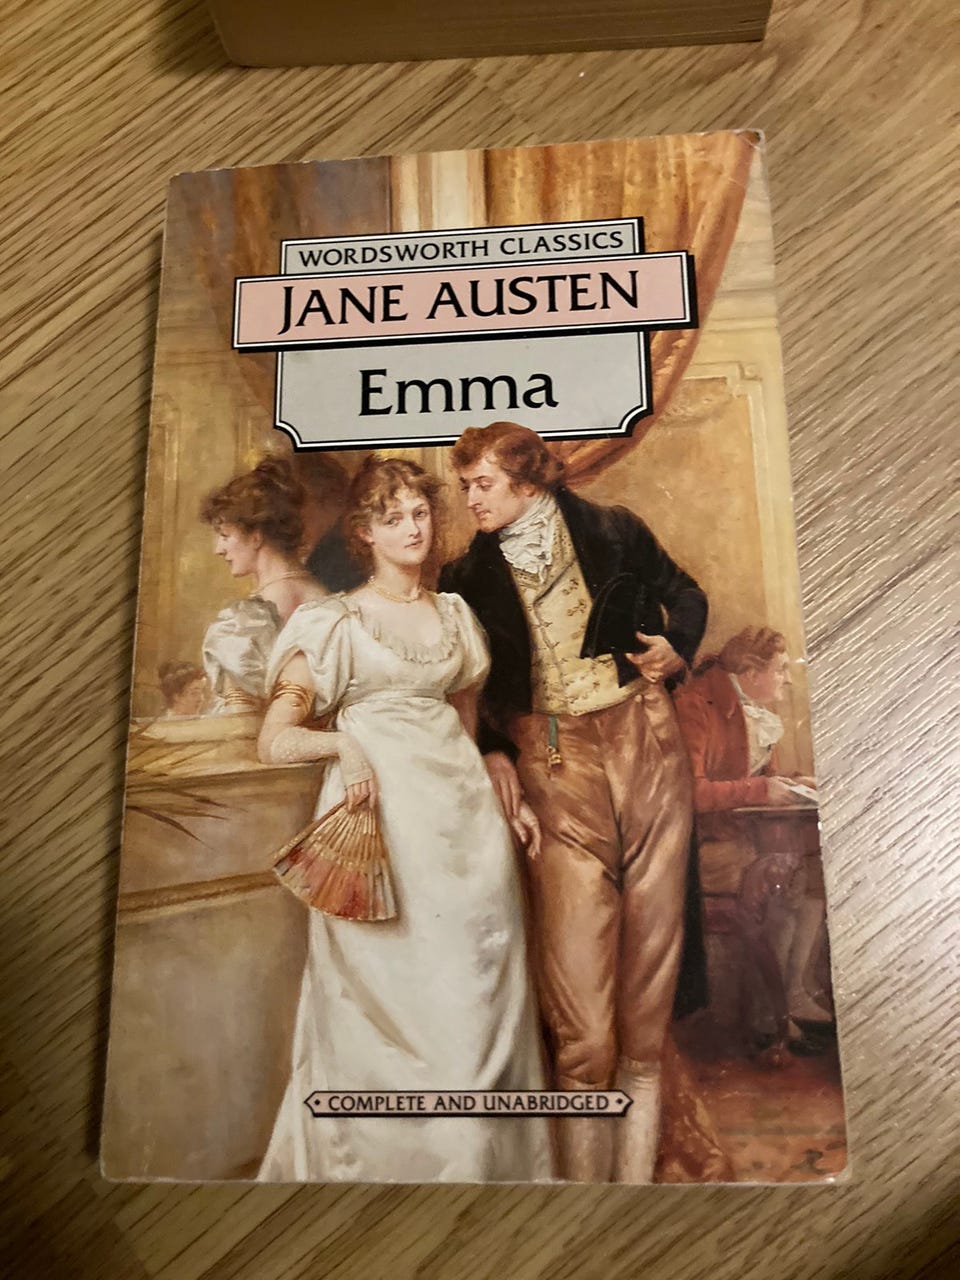 WORDSWORTH CLASSICS
JANE AUSTEN
Emma
• COMPLETE AND UNABRIDGED •